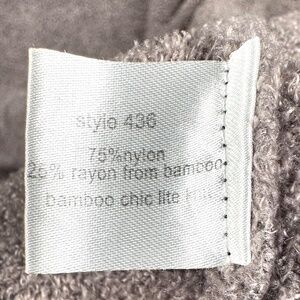 style 436
75%nylon
25% rayon from bamboo
bamboo chic lite